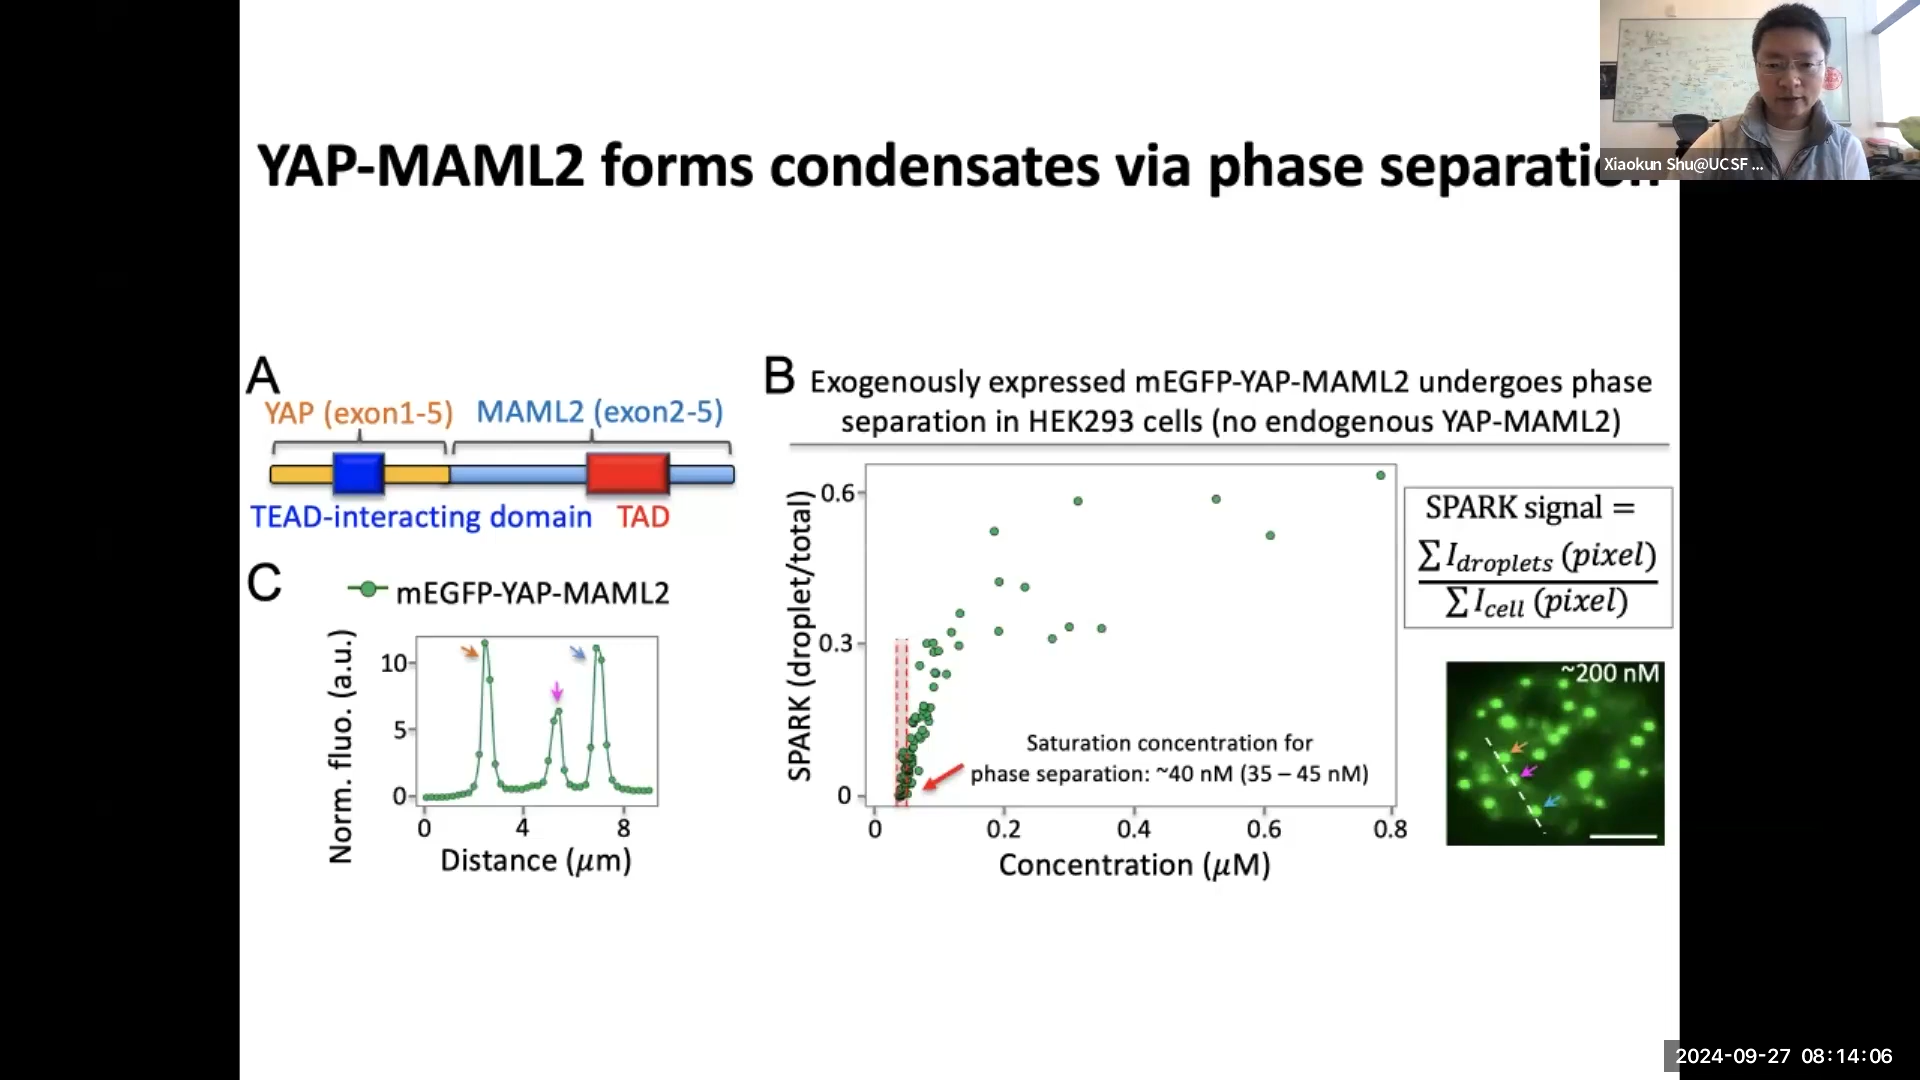 YAP-MAML2 forms condensates via phase separation
Xiaokun Shu@UCSF ...
A
YAP (exon1-5) MAML2 (exon2-5)
TEAD-interacting domain TAD
B
Exogenously expressed mEGFP-YAP-MAML2 undergoes phase
separation in HEK293 cells (no endogenous YAP-MAML2)
SPARK (droplet/total)
0.6
0.3
0
0 0.2 0.4 0.6 0.8
Concentration (μM)
Saturation concentration for
phase separation: ~40 nM (35 – 45 nM)
SPARK signal =
∑ I_droplets (pixel)
∑ I_cell (pixel)
~200 nM
C
mEGFP-YAP-MAML2
Norm. fluo. (a.u.)
10
5
0
0 4 8
Distance (μm)
2024-09-27 08:14:06